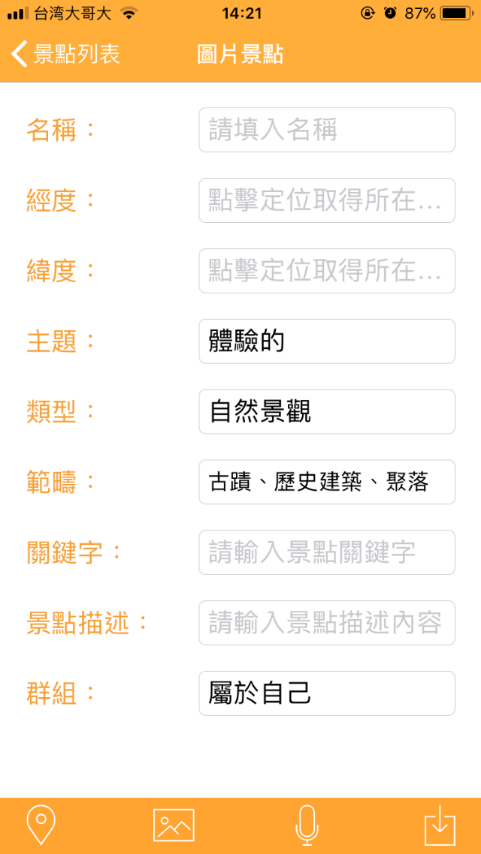 台湾大哥大 14:21 87%
景點列表 圖片景點
名稱： 請填入名稱
經度： 點擊定位取得所在...
緯度： 點擊定位取得所在...
主題： 體驗的
類型： 自然景觀
範疇： 古蹟、歷史建築、聚落
關鍵字： 請輸入景點關鍵字
景點描述： 請輸入景點描述內容
群組： 屬於自己